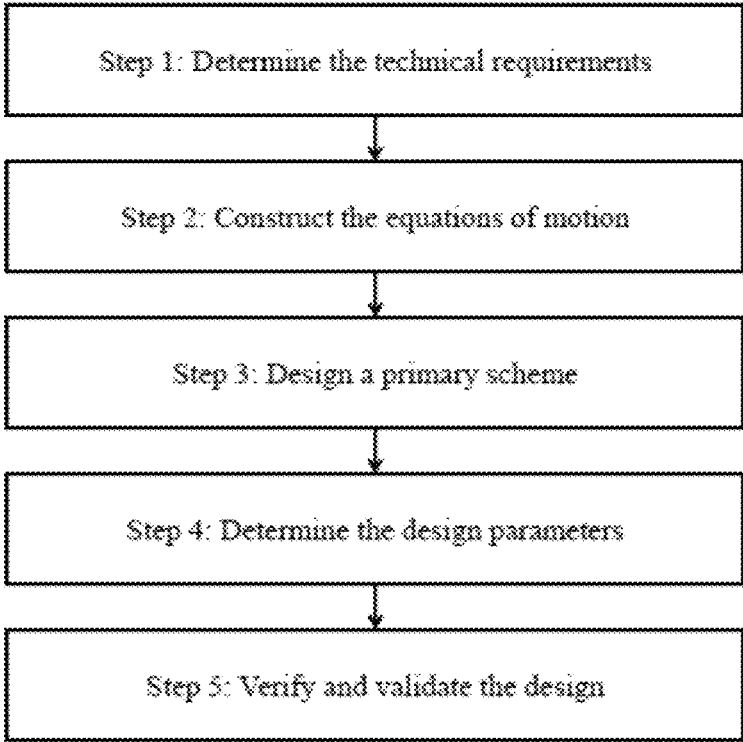 Step 1: Determine the technical requirements
Step 2: Construct the equations of motion
Step 3: Design a primary scheme
Step 4: Determine the design parameters
Step 5: Verify and validate the design